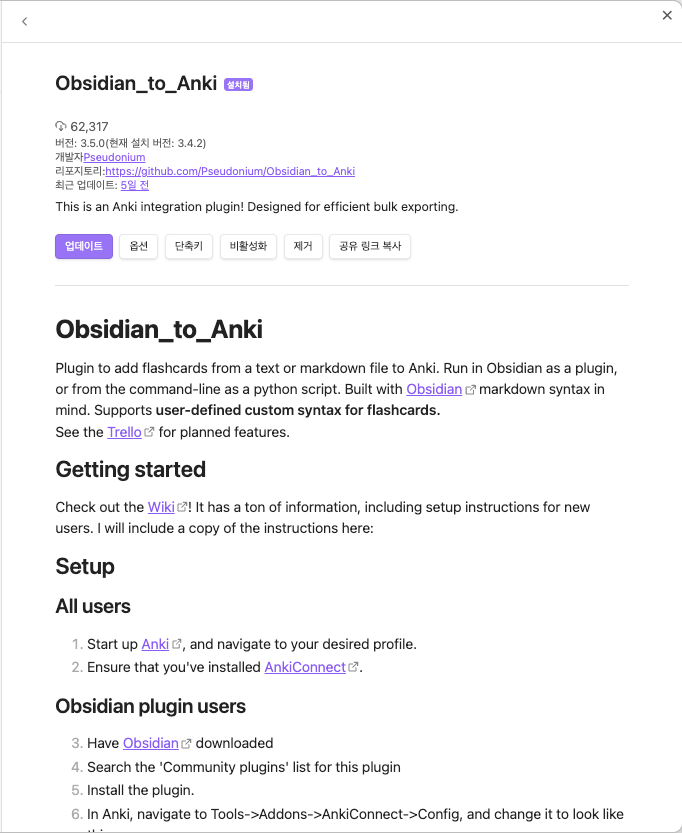 Obsidian_to_Anki 설치됨
62,317
버전: 3.5.0(현재 설치 버전: 3.4.2)
개발자Pseudonium
리포지토리:https://github.com/Pseudonium/Obsidian_to_Anki
최근 업데이트: 5일 전
This is an Anki integration plugin! Designed for efficient bulk exporting.
업데이트 옵션 단축키 비활성화 제거 공유 링크 복사
Obsidian_to_Anki
Plugin to add flashcards from a text or markdown file to Anki. Run in Obsidian as a plugin,
or from the command-line as a python script. Built with Obsidian markdown syntax in
mind. Supports user-defined custom syntax for flashcards.
See the Trello for planned features.
Getting started
Check out the Wiki! It has a ton of information, including setup instructions for new
users. I will include a copy of the instructions here:
Setup
All users
1. Start up Anki, and navigate to your desired profile.
2. Ensure that you've installed AnkiConnect.
Obsidian plugin users
3. Have Obsidian downloaded
4. Search the 'Community plugins' list for this plugin
5. Install the plugin.
6. In Anki, navigate to Tools->Addons->AnkiConnect->Config, and change it to look like